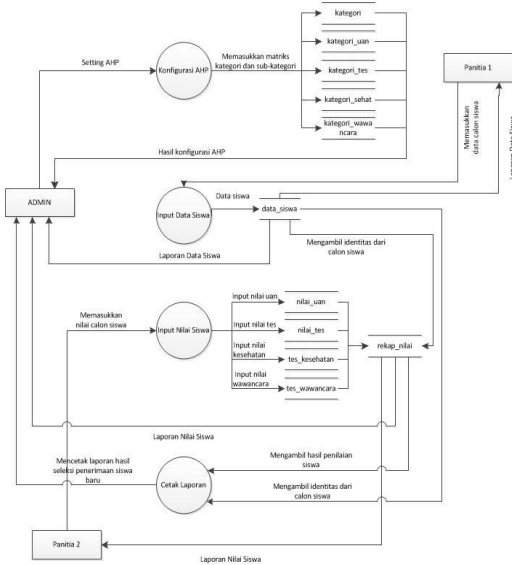 kategori
Setting AHP
Konfigurasi AHP
Memasukkan matriks
kategori dan sub-kategori
kategori_uan
kategori_tes
kategori_sehat
kategori_wawa
ncara
Panitia 1
Memasukkan
data calon siswa
Laporan Data Siswa
Hasil konfigurasi AHP
ADMIN
Input Data Siswa
Data siswa
data_siswa
Laporan Data Siswa
Mengambil identitas dari
calon siswa
Memasukkan
nilai calon siswa
Input Nilai Siswa
Input nilai uan
nilai_uan
Input nilai tes
nilai_tes
Input nilai
kesehatan
tes_kesehatan
Input nilai
wawancara
tes_wawancara
rekap_nilai
Laporan Nilai Siswa
Mencetak laporan hasil
seleksi penerimaan siswa
baru
Cetak Laporan
Mengambil hasil penilaian
siswa
Mengambil identitas dari
calon siswa
Panitia 2
Laporan Nilai Siswa